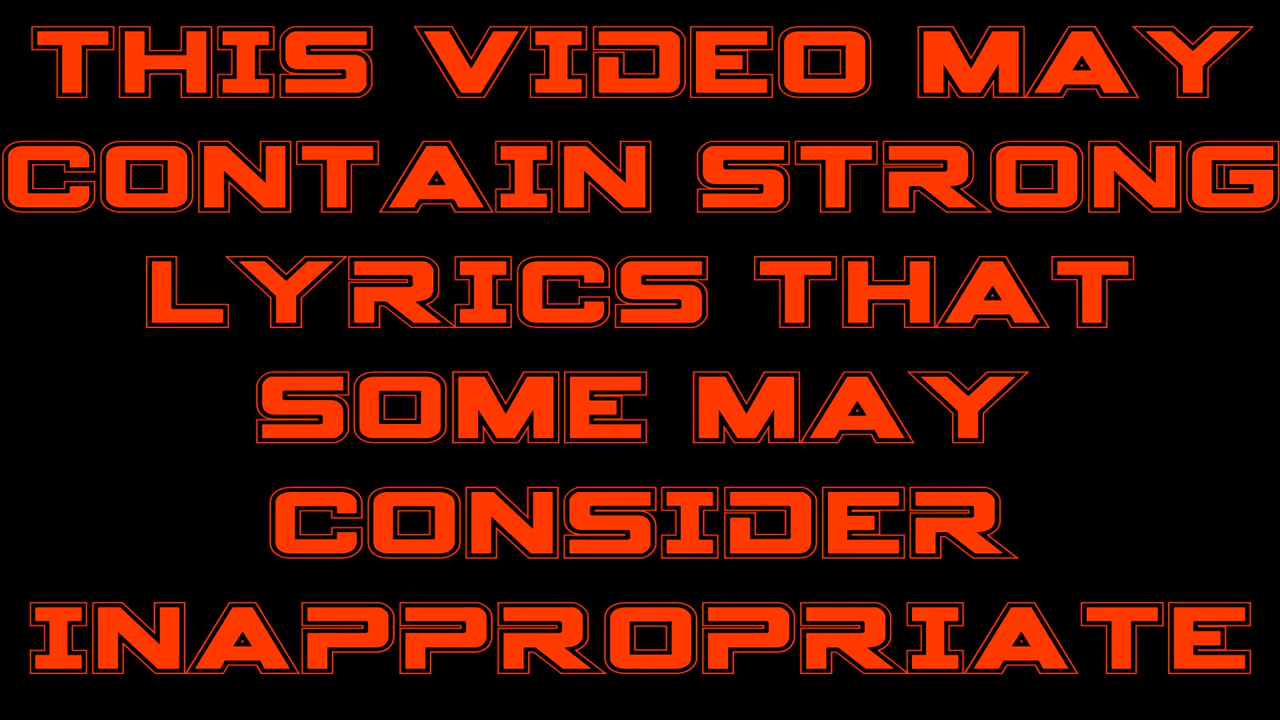 THIS VIDEO MAY
CONTAIN STRONG
LYRICS THAT
SOME MAY
CONSIDER
INAPPROPRIATE